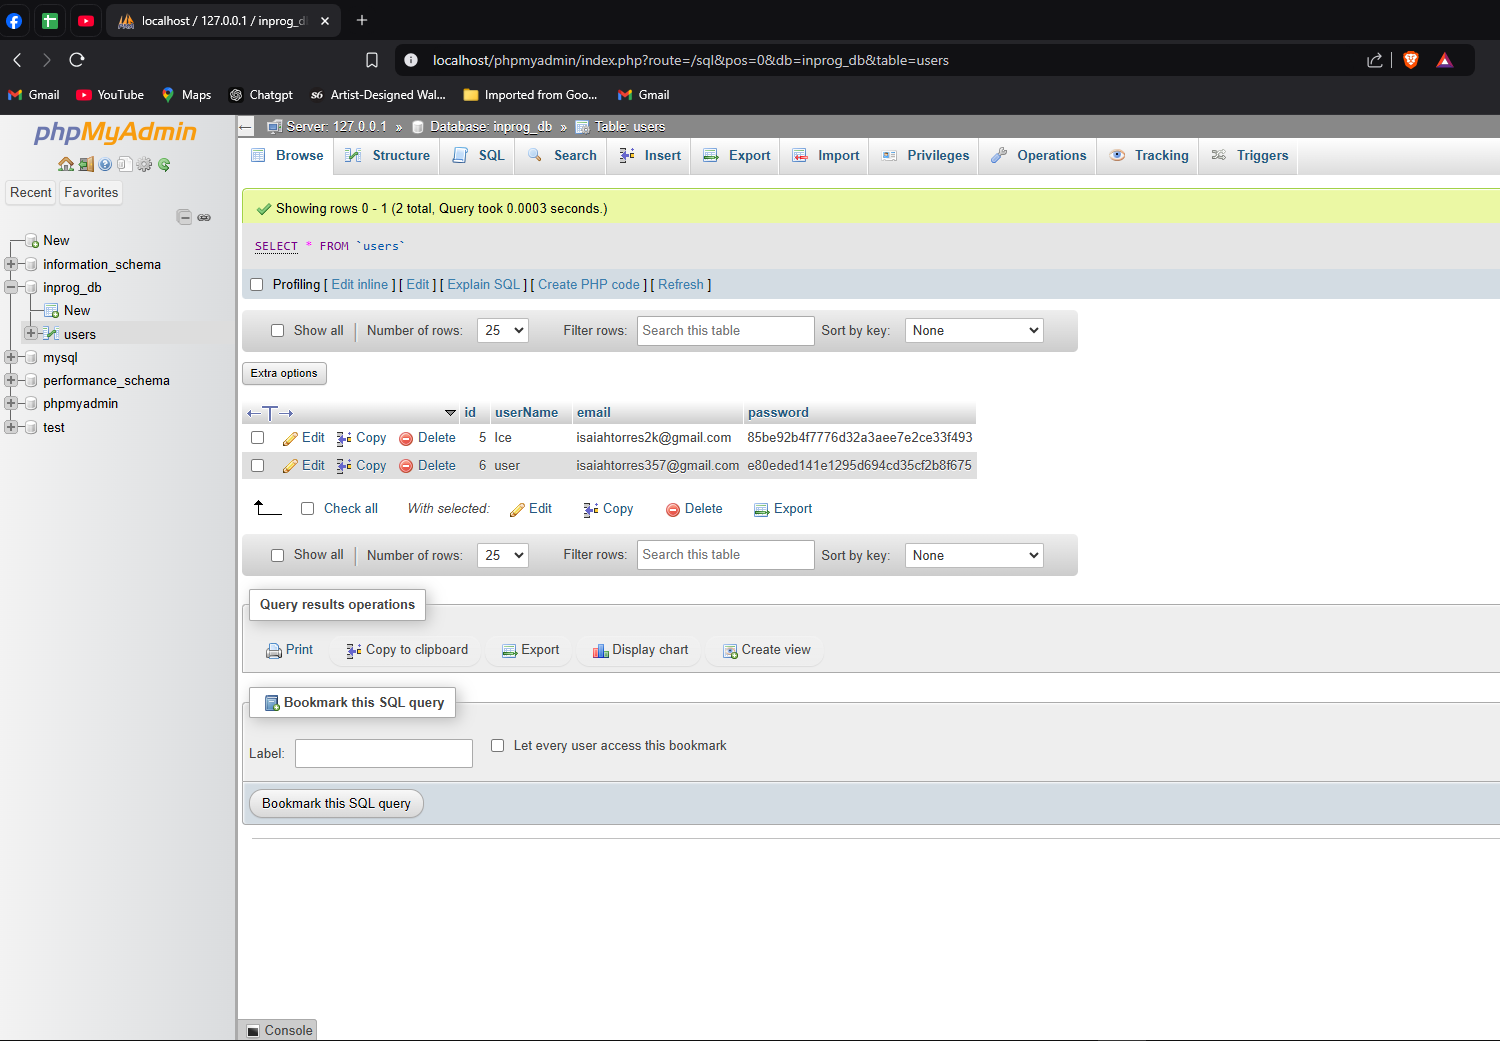 localhost / 127.0.0.1 / inprog_d
localhost/phpmyadmin/index.php?route=/sql&pos=0&db=inprog_db&table=users
Gmail YouTube Maps Chatgpt S6 Artist-Designed Wal... Imported from Goo... Gmail
phpMyAdmin
Recent Favorites
New
information_schema
inprog_db
New
users
mysql
performance_schema
phpmyadmin
test
Server: 127.0.0.1 » Database: inprog_db » Table: users
Browse Structure SQL Search Insert Export Import Privileges Operations Tracking Triggers
Showing rows 0 - 1 (2 total, Query took 0.0003 seconds.)
SELECT * FROM `users`
Profiling [ Edit inline ] [ Edit ] [ Explain SQL ] [ Create PHP code ] [ Refresh ]
Show all Number of rows: 25 Filter rows: Search this table Sort by key: None
Extra options
id userName email password
Edit Copy Delete 5 Ice isaiahtorres2k@gmail.com 85be92b4f7776d32a3aee7e2ce33f493
Edit Copy Delete 6 user isaiahtorres357@gmail.com e80eded141e1295d694cd35cf2b8f675
Check all With selected: Edit Copy Delete Export
Show all Number of rows: 25 Filter rows: Search this table Sort by key: None
Query results operations
Print Copy to clipboard Export Display chart Create view
Bookmark this SQL query
Label: Let every user access this bookmark
Bookmark this SQL query
Console